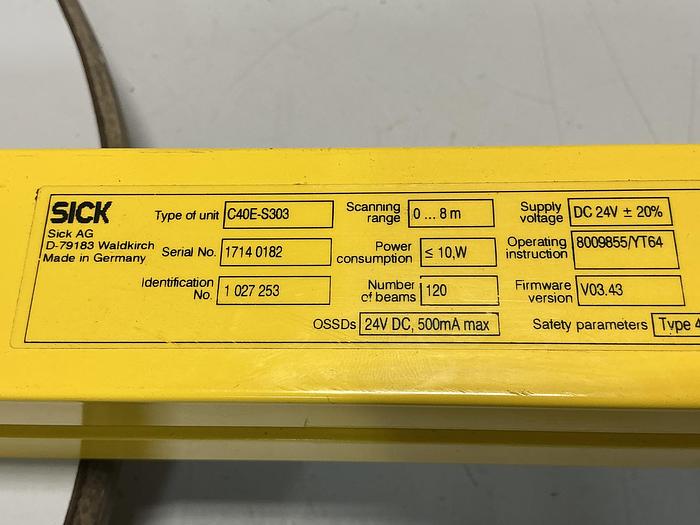 SICK
Sick AG
D-79183 Waldkirch
Made in Germany
Type of unit C40E-S303
Serial No. 1714 0182
Identification
No. 1 027 253
Scanning
range 0 ... 8 m
Power
consumption ≤ 10,W
Number
of beams 120
OSSDs 24V DC, 500mA max
Supply
voltage DC 24V ± 20%
Operating
instruction 8009855/YT64
Firmware
version V03.43
Safety parameters Type 4